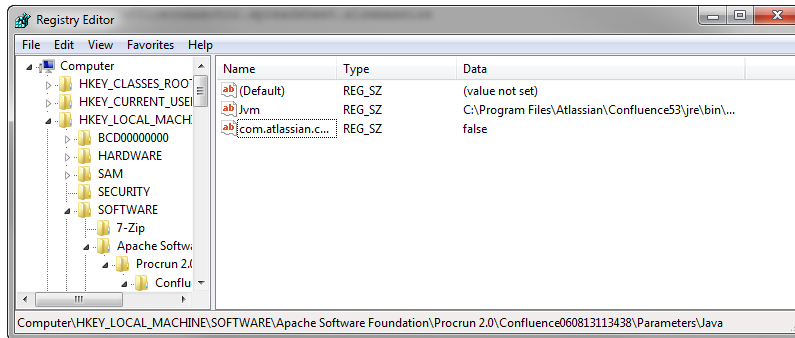 Registry Editor
File Edit View Favorites Help
Name Type Data
Computer
HKEY_CLASSES_ROOT
HKEY_CURRENT_USE
HKEY_LOCAL_MACHI
BCD00000000
HARDWARE
SAM
SECURITY
SOFTWARE
7-Zip
Apache Softwa
Procrun 2.0
Conflu
(Default) REG_SZ (value not set)
Jvm REG_SZ C:\Program Files\Atlassian\Confluence53\jre\bin\...
com.atlassian.c... REG_SZ false
Computer\HKEY_LOCAL_MACHINE\SOFTWARE\Apache Software Foundation\Procrun 2.0\Confluence060813113438\Parameters\Java